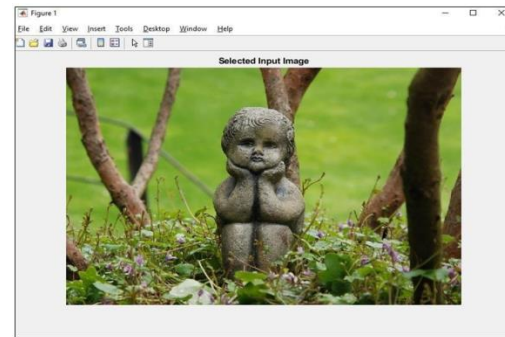 Figure 1
File Edit View Insert Tools Desktop Window Help
Selected Input Image